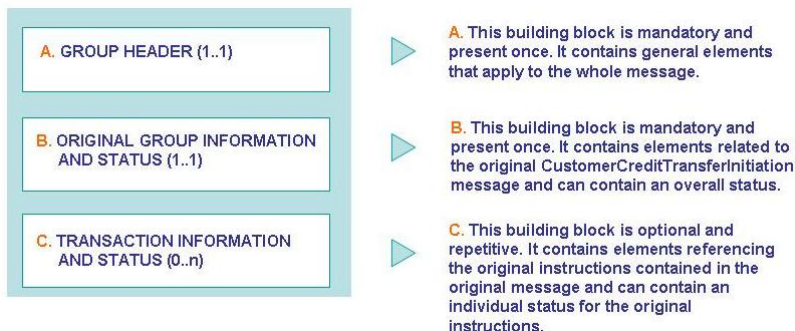 A. GROUP HEADER (1..1)
A. This building block is mandatory and
present once. It contains general elements
that apply to the whole message.
B. ORIGINAL GROUP INFORMATION
AND STATUS (1..1)
B. This building block is mandatory and
present once. It contains elements related to
the original CustomerCreditTransferInitiation
message and can contain an overall status.
C. TRANSACTION INFORMATION
AND STATUS (0..n)
C. This building block is optional and
repetitive. It contains elements referencing
the original instructions contained in the
original message and can contain an
individual status for the original
instructions.